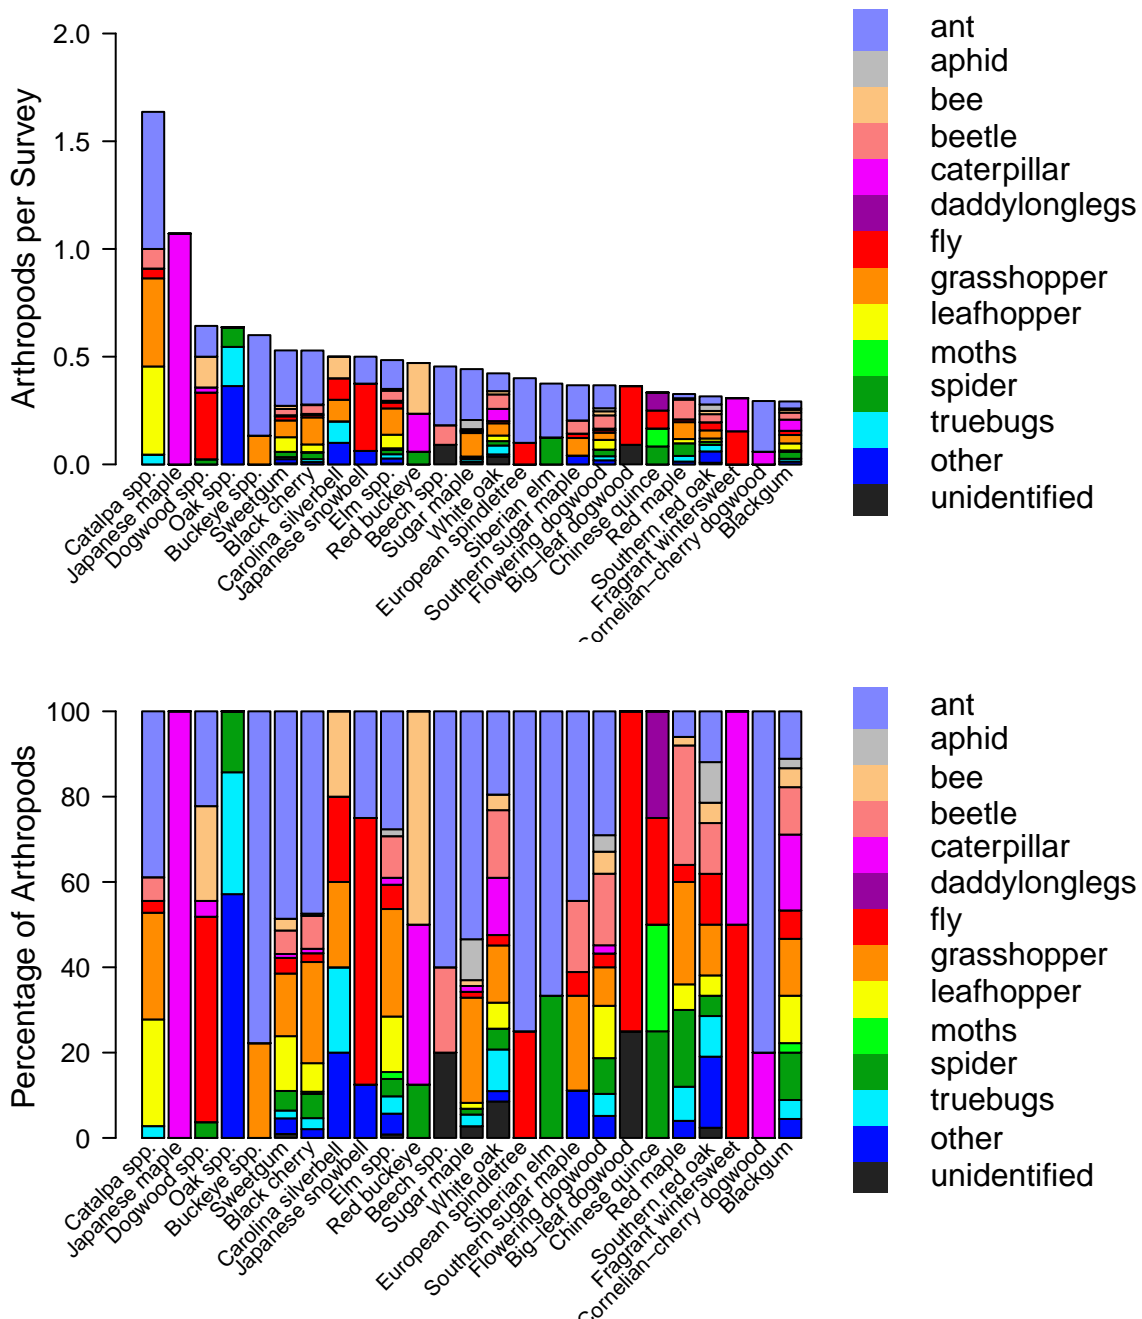 Arthropods per Survey
2.0
1.5
1.0
0.5
0.0
Catalpa spp.
Japanese maple
Dogwood spp.
Oak spp.
Buckeye spp.
Sweetgum
Black cherry
Carolina silverbell
Japanese snowbell
Elm spp.
Red buckeye
Beech spp.
Sugar maple
White oak
European spindletree
Siberian elm
Southern sugar maple
Flowering dogwood
Big−leaf dogwood
Chinese quince
Red maple
Southern red oak
Fragrant wintersweet
Cornelian−cherry dogwood
Blackgum
ant
aphid
bee
beetle
caterpillar
daddylonglegs
fly
grasshopper
leafhopper
moths
spider
truebugs
other
unidentified
Percentage of Arthropods
100
80
60
40
20
0
Catalpa spp.
Japanese maple
Dogwood spp.
Oak spp.
Buckeye spp.
Sweetgum
Black cherry
Carolina silverbell
Japanese snowbell
Elm spp.
Red buckeye
Beech spp.
Sugar maple
White oak
European spindletree
Siberian elm
Southern sugar maple
Flowering dogwood
Big−leaf dogwood
Chinese quince
Red maple
Southern red oak
Fragrant wintersweet
Cornelian−cherry dogwood
Blackgum
ant
aphid
bee
beetle
caterpillar
daddylonglegs
fly
grasshopper
leafhopper
moths
spider
truebugs
other
unidentified